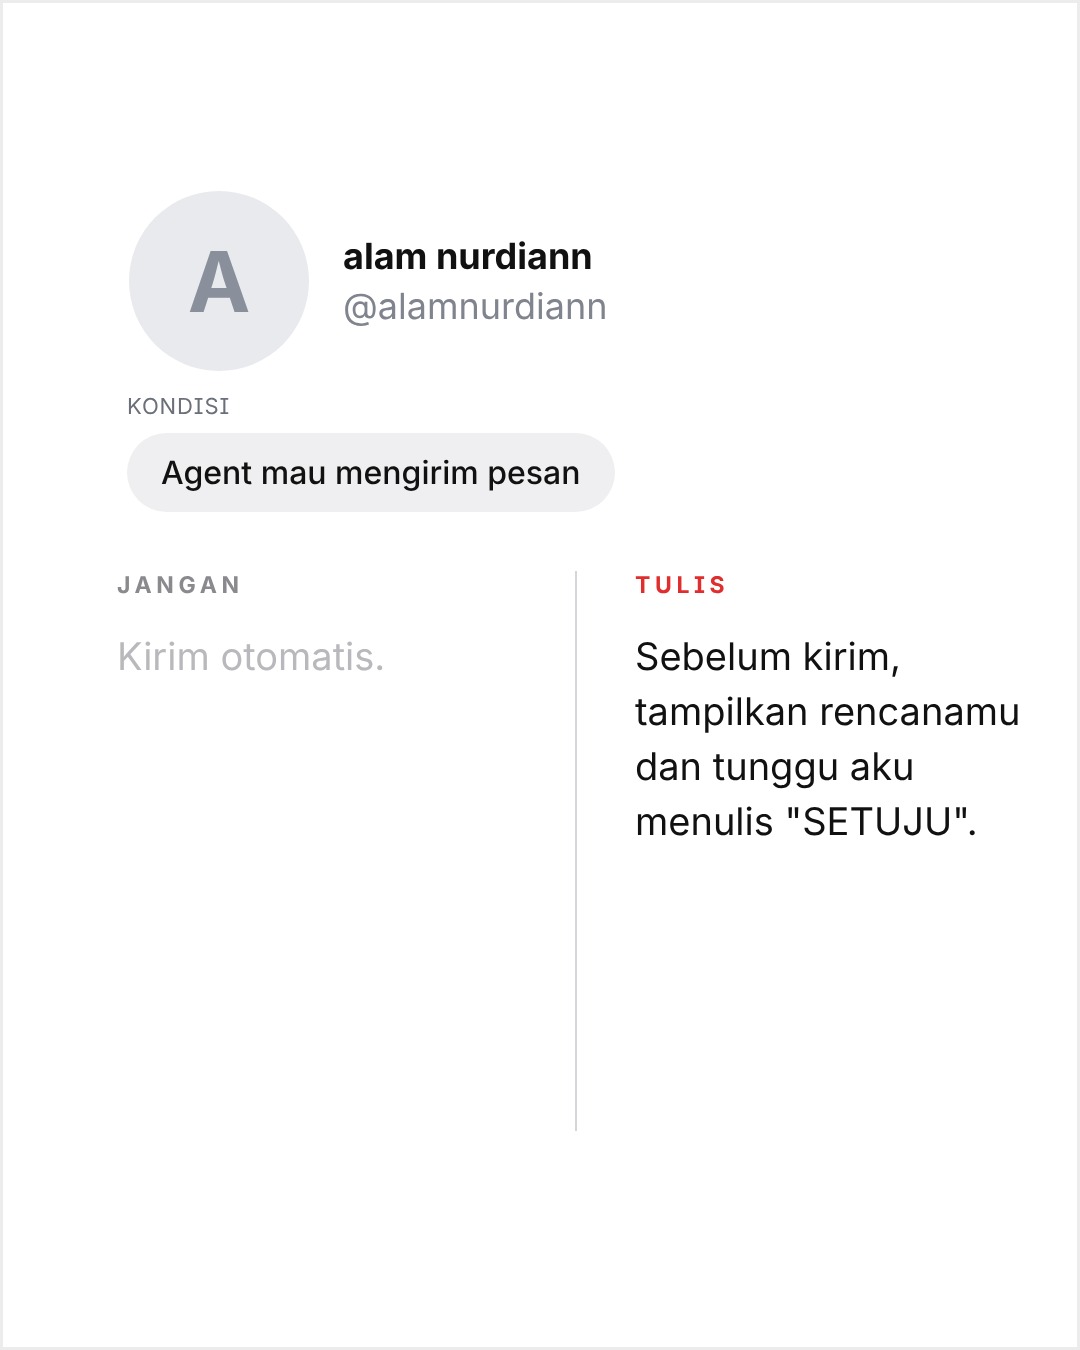 A
alam nurdiann
@alamnurdiann
KONDISI
Agent mau mengirim pesan
JANGAN
Kirim otomatis.
TULIS
Sebelum kirim,
tampilkan rencanamu
dan tunggu aku
menulis "SETUJU".